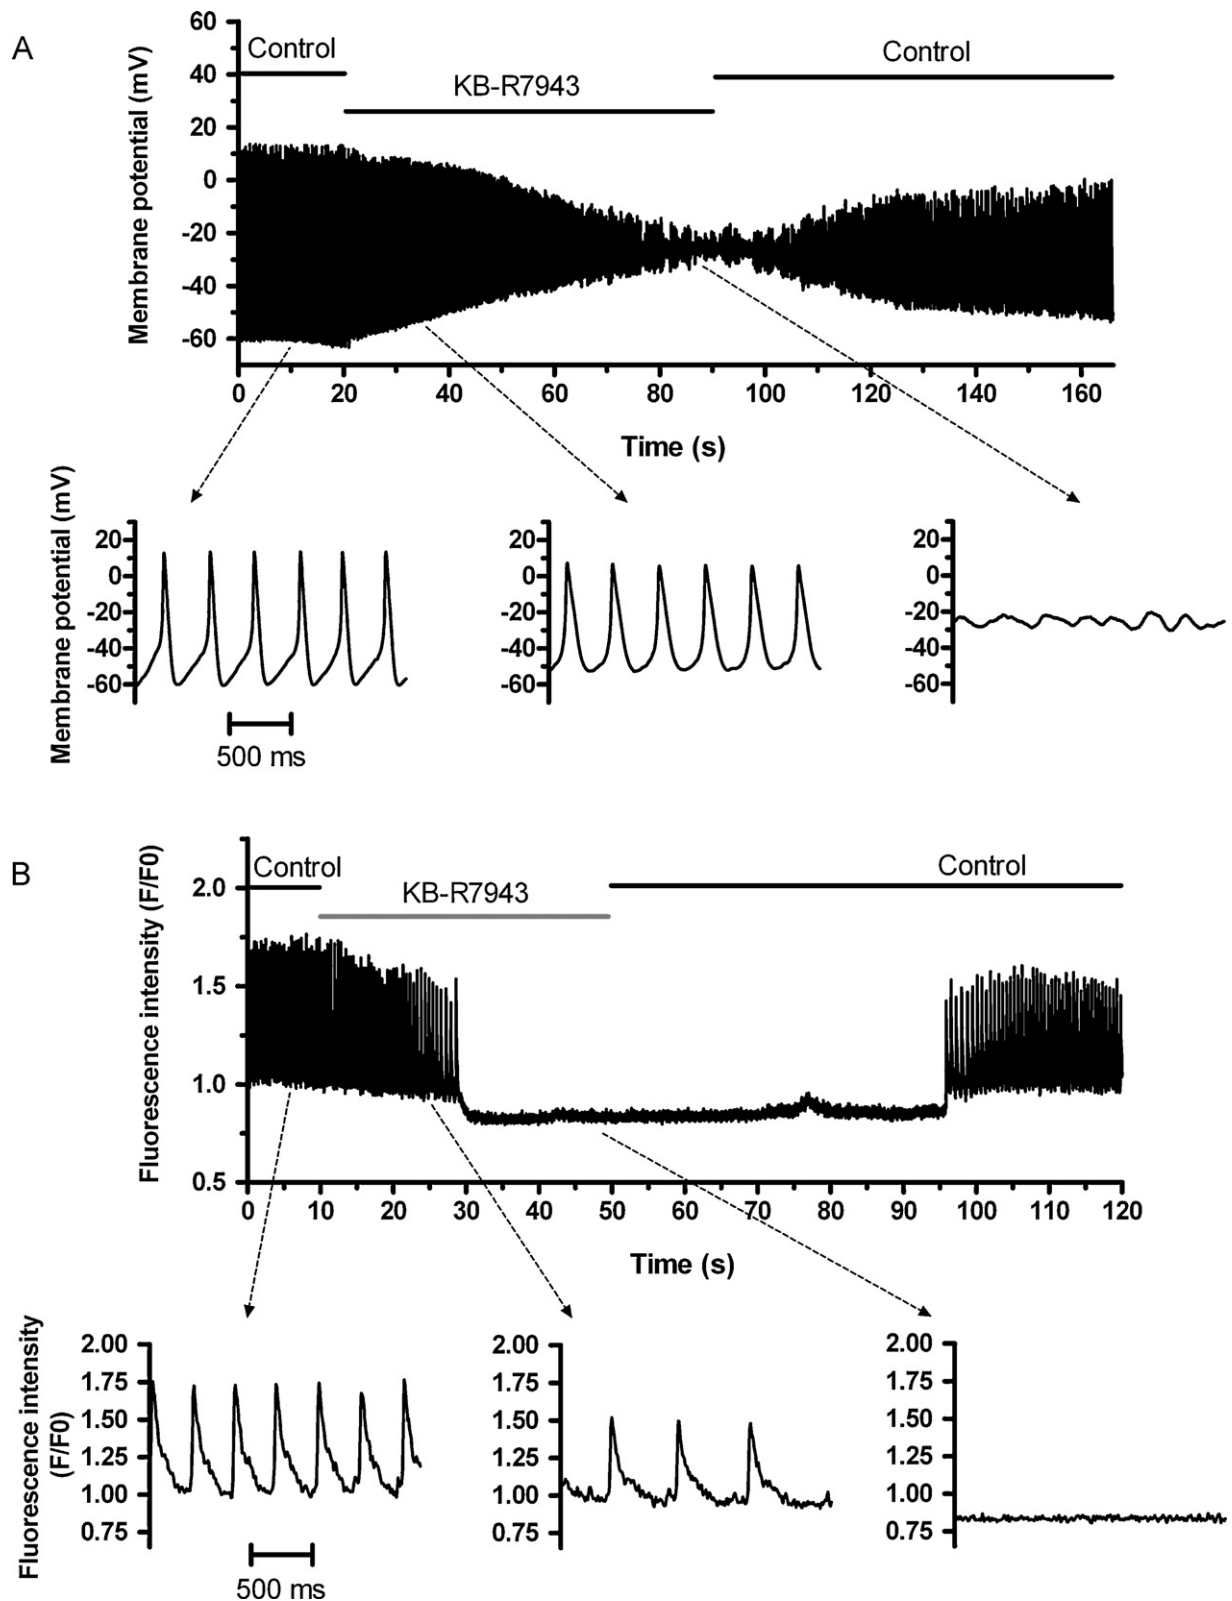 A
Membrane potential (mV)
60
40
20
0
-20
-40
-60
Control
KB-R7943
Control
0 20 40 60 80 100 120 140 160
Time (s)
Membrane potential (mV)
20
0
-20
-40
-60
20
0
-20
-40
-60
20
0
-20
-40
-60
500 ms
B
Fluorescence intensity (F/F0)
2.0
1.5
1.0
0.5
Control
KB-R7943
Control
0 10 20 30 40 50 60 70 80 90 100 110 120
Time (s)
Fluorescence intensity
(F/F0)
2.00
1.75
1.50
1.25
1.00
0.75
2.00
1.75
1.50
1.25
1.00
0.75
2.00
1.75
1.50
1.25
1.00
0.75
500 ms